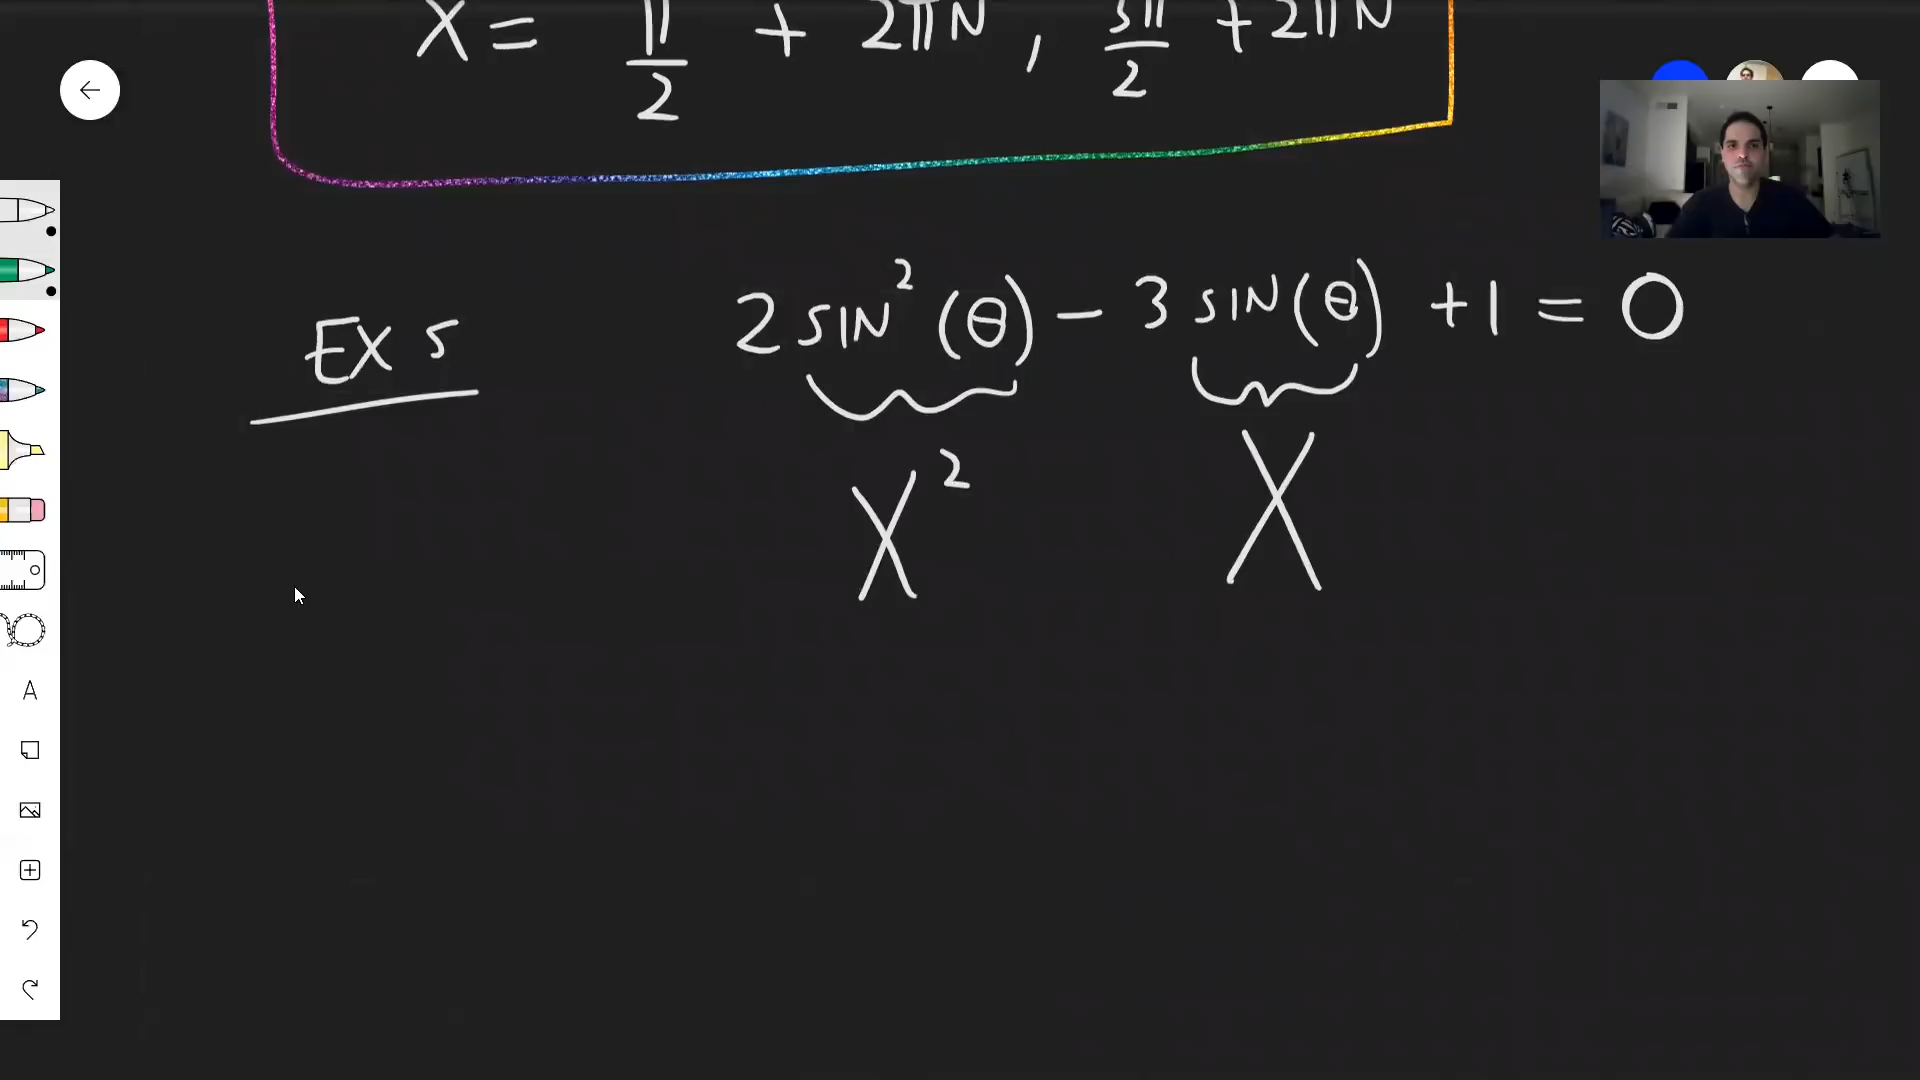 X = π/2 + 2πN , 3π/2 + 2πN
EX 5
2 SIN²(θ) - 3 SIN(θ) + 1 = 0
X² X
A